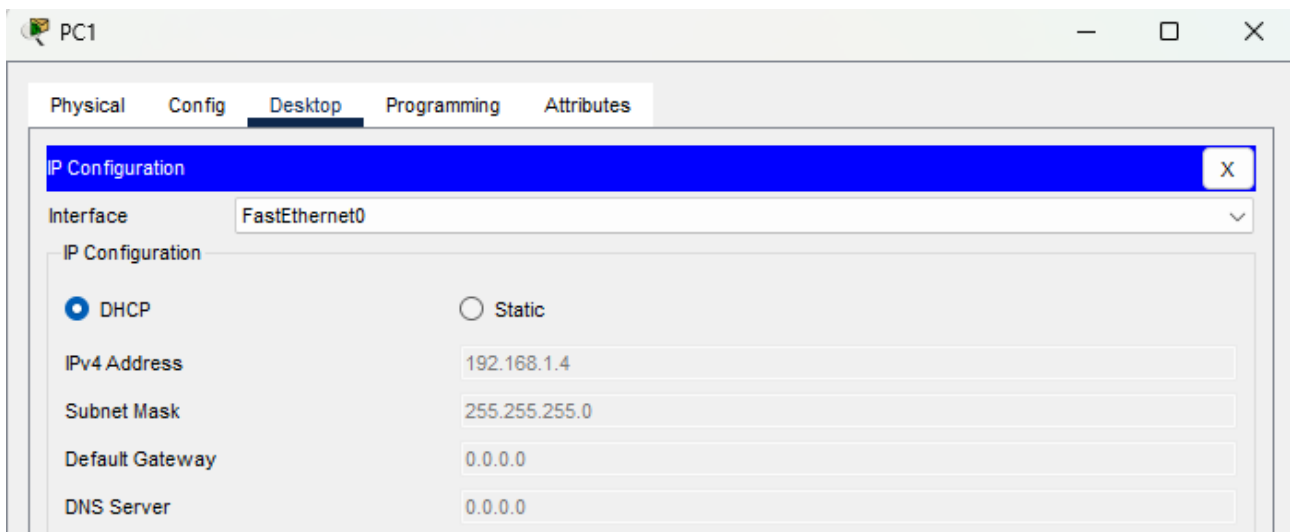 PC1
Physical Config Desktop Programming Attributes
IP Configuration X
Interface FastEthernet0
IP Configuration
DHCP Static
IPv4 Address 192.168.1.4
Subnet Mask 255.255.255.0
Default Gateway 0.0.0.0
DNS Server 0.0.0.0